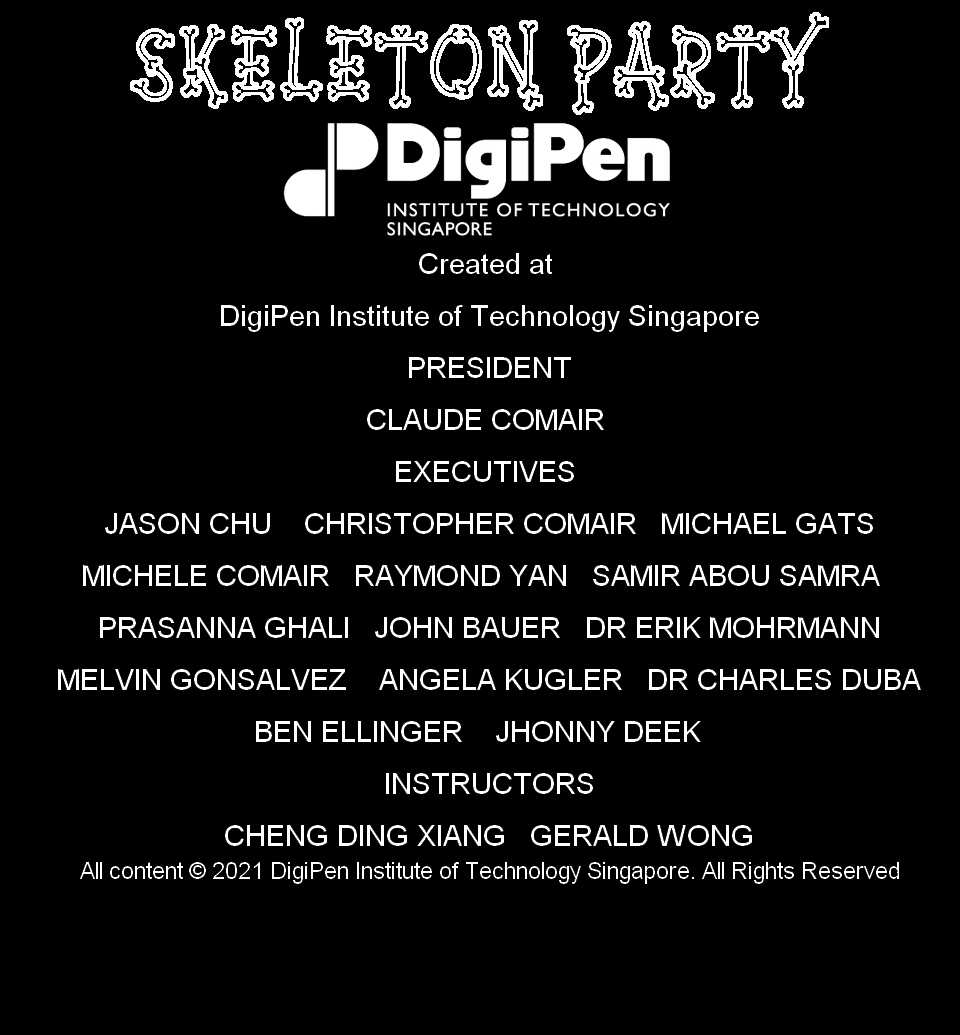 SKELETON PARTY
DigiPen
INSTITUTE OF TECHNOLOGY
SINGAPORE
Created at
DigiPen Institute of Technology Singapore
PRESIDENT
CLAUDE COMAIR
EXECUTIVES
JASON CHU CHRISTOPHER COMAIR MICHAEL GATS
MICHELE COMAIR RAYMOND YAN SAMIR ABOU SAMRA
PRASANNA GHALI JOHN BAUER DR ERIK MOHRMANN
MELVIN GONSALVEZ ANGELA KUGLER DR CHARLES DUBA
BEN ELLINGER JHONNY DEEK
INSTRUCTORS
CHENG DING XIANG GERALD WONG
All content © 2021 DigiPen Institute of Technology Singapore. All Rights Reserved